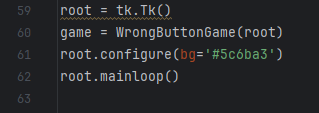 59 root = tk.Tk()
60 game = WrongButtonGame(root)
61 root.configure(bg='#5c6ba3')
62 root.mainloop()
63